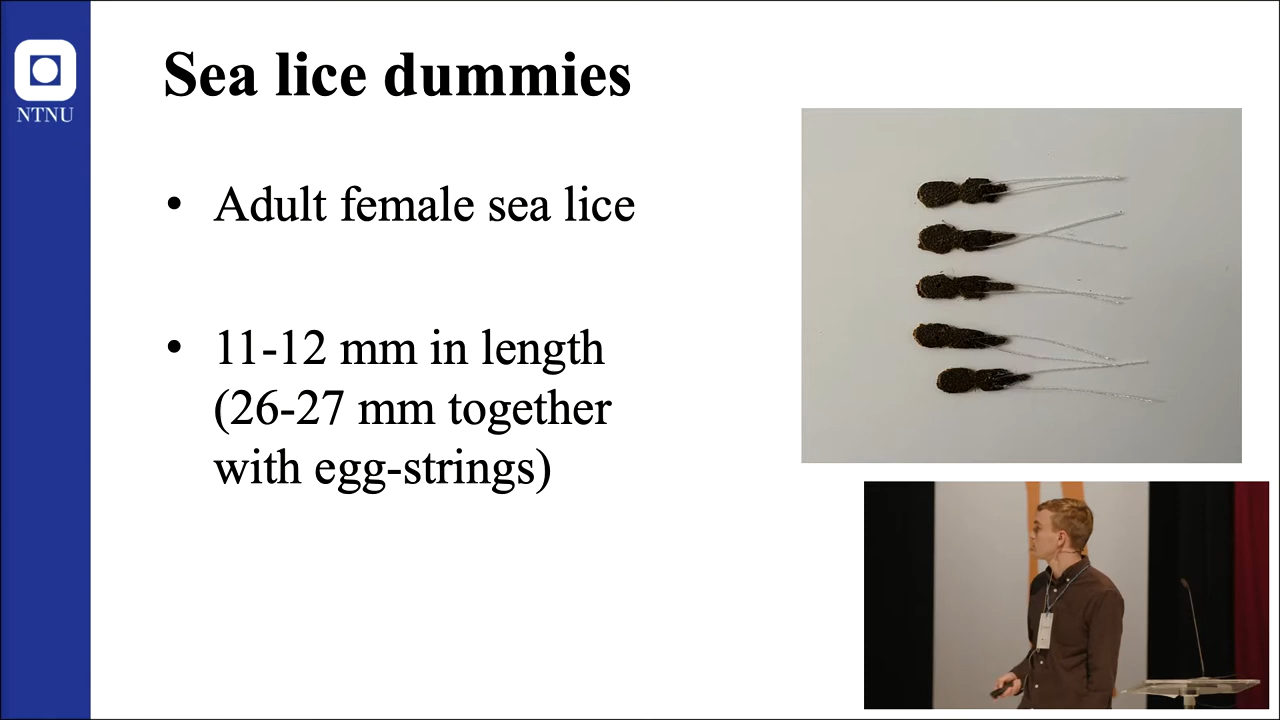 Sea lice dummies
NTNU
• Adult female sea lice
• 11-12 mm in length
(26-27 mm together
with egg-strings)